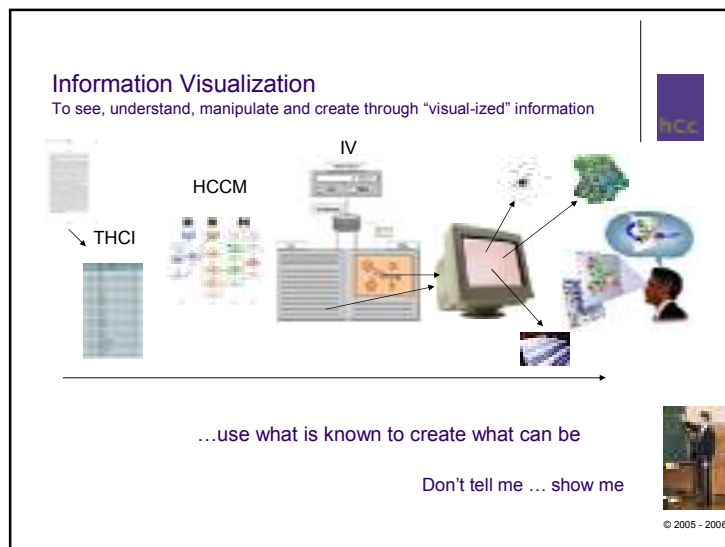 Information Visualization
To see, understand, manipulate and create through “visual-ized” information
hCc
IV
HCCM
THCI
…use what is known to create what can be
Don’t tell me … show me
© 2005 - 2006